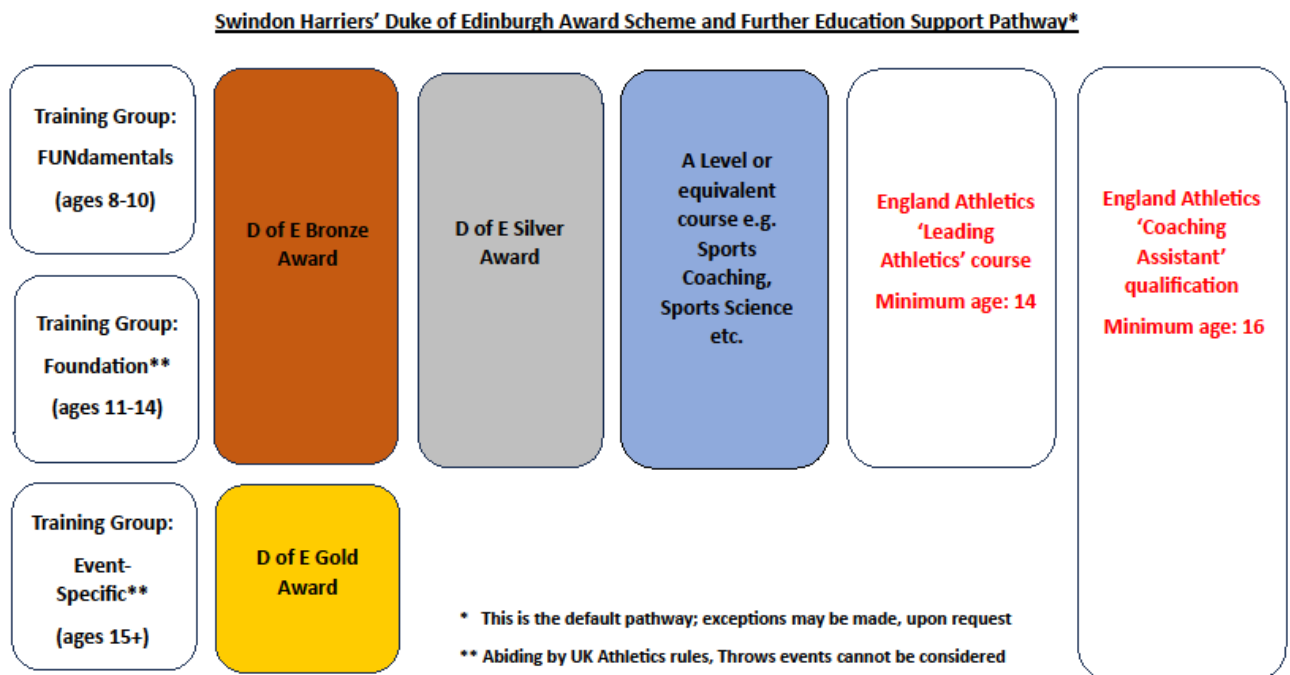 Swindon Harriers’ Duke of Edinburgh Award Scheme and Further Education Support Pathway*
Training Group:
FUNdamentals
(ages 8-10)
Training Group:
Foundation**
(ages 11-14)
Training Group:
Event-
Specific**
(ages 15+)
D of E Bronze
Award
D of E Gold
Award
D of E Silver
Award
A Level or
equivalent
course e.g.
Sports
Coaching,
Sports Science
etc.
England Athletics
‘Leading
Athletics’ course
Minimum age: 14
England Athletics
‘Coaching
Assistant’
qualification
Minimum age: 16
* This is the default pathway; exceptions may be made, upon request
** Abiding by UK Athletics rules, Throws events cannot be considered